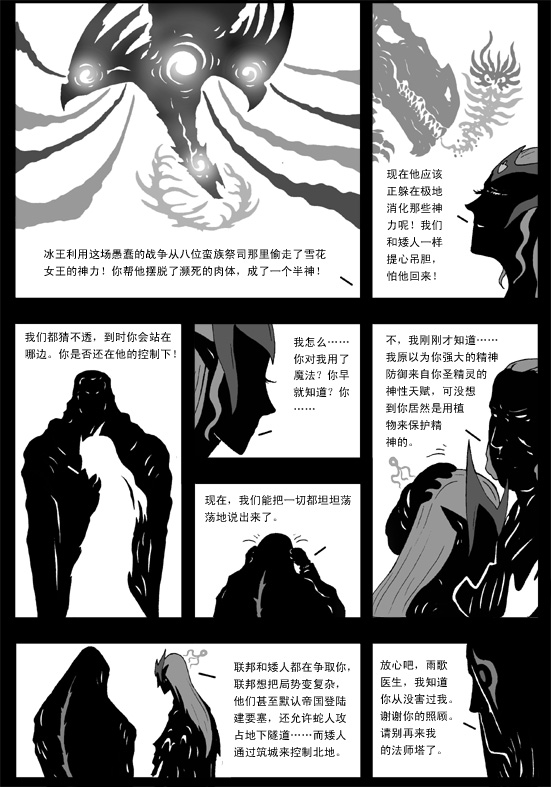 冰王利用这场愚蠢的战争从八位蛮族祭司那里偷走了雪花
女王的神力！你帮他摆脱了濒死的肉体，成了一个半神！
现在他应该
正躲在极地
消化那些神
力呢！我们
和矮人一样
提心吊胆，
怕他回来！
我们都猜不透，到时你会站在
哪边。你是否还在他的控制下！
我怎么……
你对我用了
魔法？你早
就知道？你
……
不，我刚刚才知道……
我原以为你强大的精神
防御来自你圣精灵的
神性天赋，可没想
到你居然是用植
物来保护精
神的。
现在，我们能把一切都坦坦荡
荡地说出来了。
联邦和矮人都在争取你，
联邦想把局势变复杂，
他们甚至默认帝国登陆
建要塞，还允许蛇人攻
占地下隧道……而矮人
通过筑城来控制北地。
放心吧，雨歌
医生，我知道
你从没害过我。
谢谢你的照顾。
请别再来我
的法师塔了。